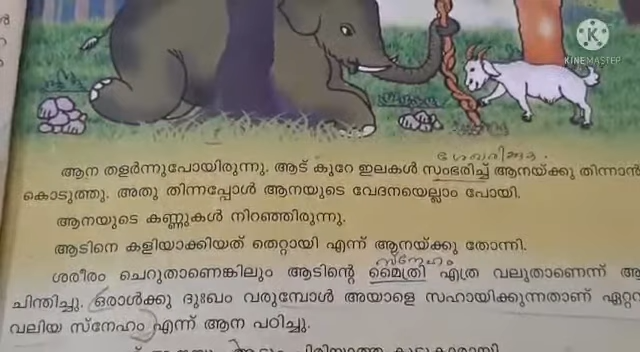 KINEMASTER
ശേഖരിക്കുക
ആന തളർന്നുപോയിരുന്നു. ആട് കുറേ ഇലകൾ സംഭരിച്ച് ആനയ്ക്കു തിന്നാൻ
കൊടുത്തു. അതു തിന്നപ്പോൾ ആനയുടെ വേദനയെല്ലാം പോയി.
ആനയുടെ കണ്ണുകൾ നിറഞ്ഞിരുന്നു.
ആടിനെ കളിയാക്കിയത് തെറ്റായി എന്ന് ആനയ്ക്കു തോന്നി.
സ്നേഹം
ശരീരം ചെറുതാണെങ്കിലും ആടിന്റെ മൈത്രി എത്ര വലുതാണെന്ന്
ചിന്തിച്ചു. ഒരാൾക്കു ദുഃഖം വരുമ്പോൾ അയാളെ സഹായിക്കുന്നതാണ്
വലിയ സ്നേഹം എന്ന് ആന പഠിച്ചു.